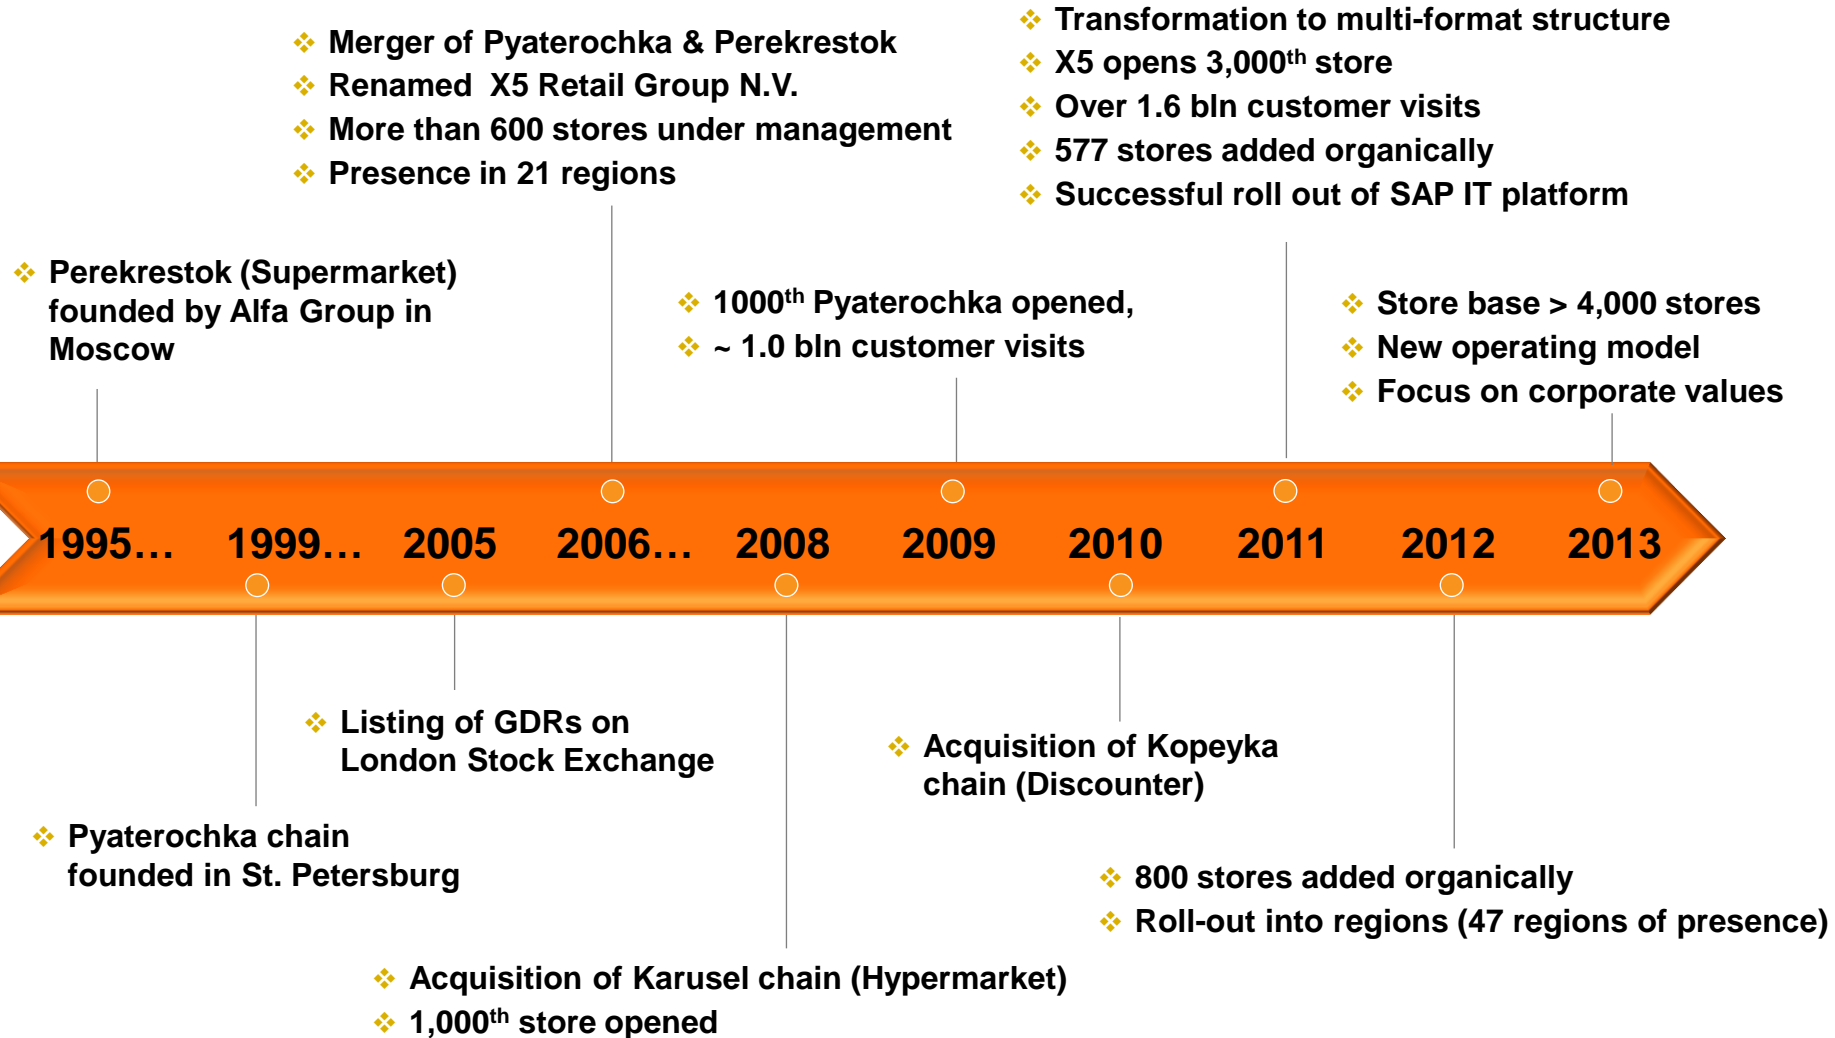 ❖ Transformation to multi-format structure
❖ X5 opens 3,000th store
❖ Over 1.6 bln customer visits
❖ 577 stores added organically
❖ Successful roll out of SAP IT platform
❖ Merger of Pyaterochka & Perekrestok
❖ Renamed X5 Retail Group N.V.
❖ More than 600 stores under management
❖ Presence in 21 regions
❖ Perekrestok (Supermarket)
founded by Alfa Group in
Moscow
❖ 1000th Pyaterochka opened,
❖ ~ 1.0 bln customer visits
❖ Store base > 4,000 stores
❖ New operating model
❖ Focus on corporate values
1995… 1999… 2005 2006… 2008 2009 2010 2011 2012 2013
❖ Listing of GDRs on
London Stock Exchange
❖ Acquisition of Kopeyka
chain (Discounter)
❖ Pyaterochka chain
founded in St. Petersburg
❖ 800 stores added organically
❖ Roll-out into regions (47 regions of presence)
❖ Acquisition of Karusel chain (Hypermarket)
❖ 1,000th store opened